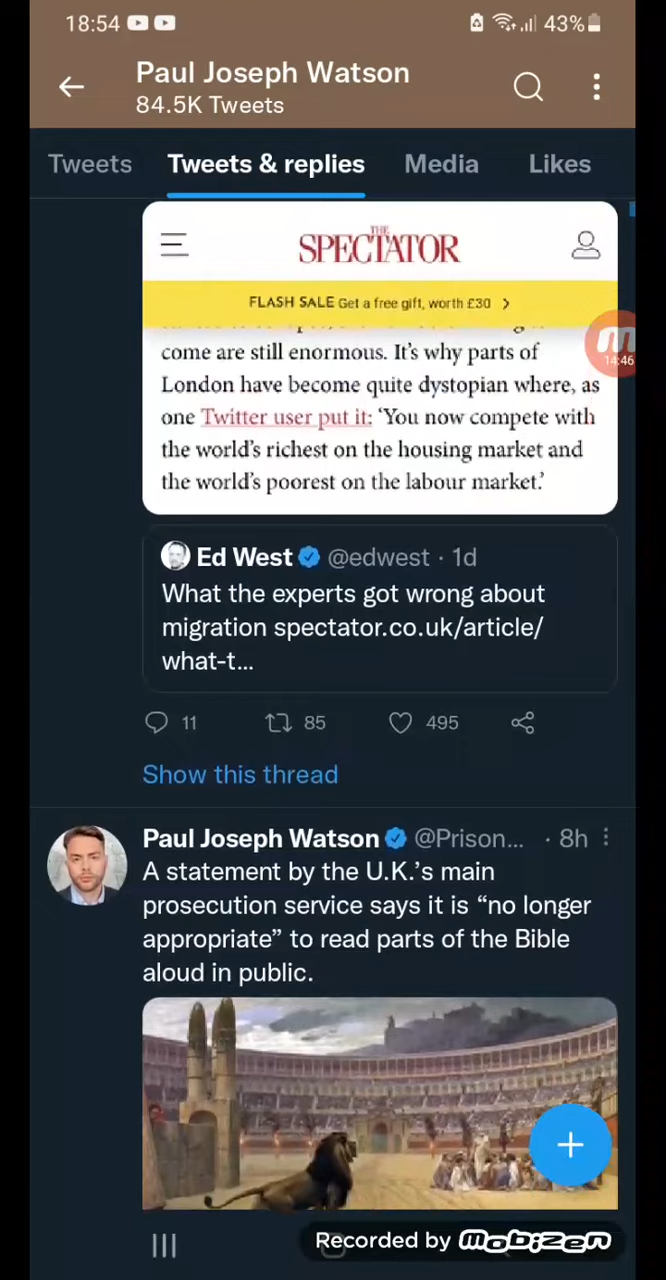 18:54 43%
Paul Joseph Watson
84.5K Tweets
Tweets Tweets & replies Media Likes
THE
SPECTATOR
FLASH SALE Get a free gift, worth £30 >
come are still enormous. It’s why parts of
14:46
London have become quite dystopian where, as
one Twitter user put it: ‘You now compete with
the world’s richest on the housing market and
the world’s poorest on the labour market.’
Ed West @edwest · 1d
What the experts got wrong about
migration spectator.co.uk/article/
what-t...
11 85 495
Show this thread
Paul Joseph Watson @Prison... · 8h
A statement by the U.K.’s main
prosecution service says it is “no longer
appropriate” to read parts of the Bible
aloud in public.
Recorded by mobizen